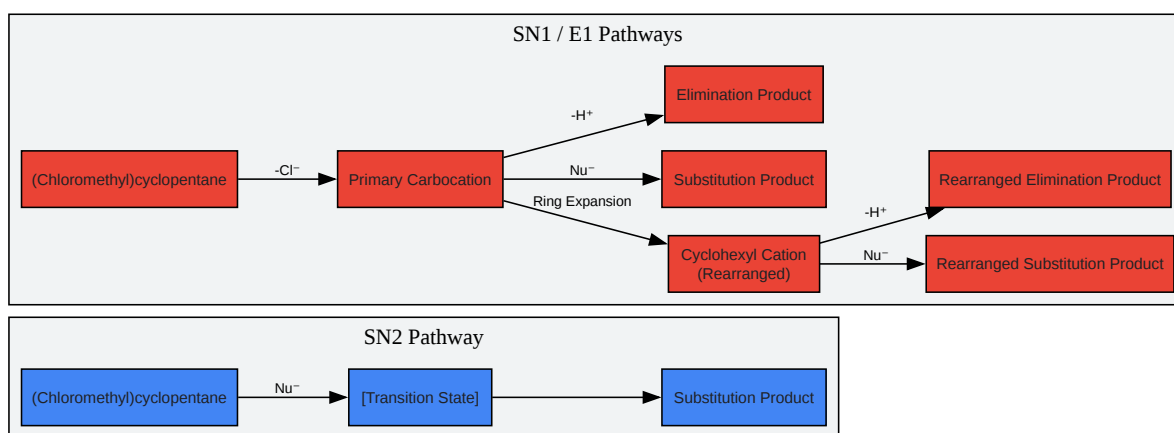 SN1 / E1 Pathways
Elimination Product
-H⁺
(Chloromethyl)cyclopentane
-Cl⁻
Primary Carbocation
Nu⁻
Substitution Product
Rearranged Elimination Product
Ring Expansion
-H⁺
Cyclohexyl Cation
(Rearranged)
Nu⁻
Rearranged Substitution Product
SN2 Pathway
(Chloromethyl)cyclopentane
Nu⁻
[Transition State]
Substitution Product